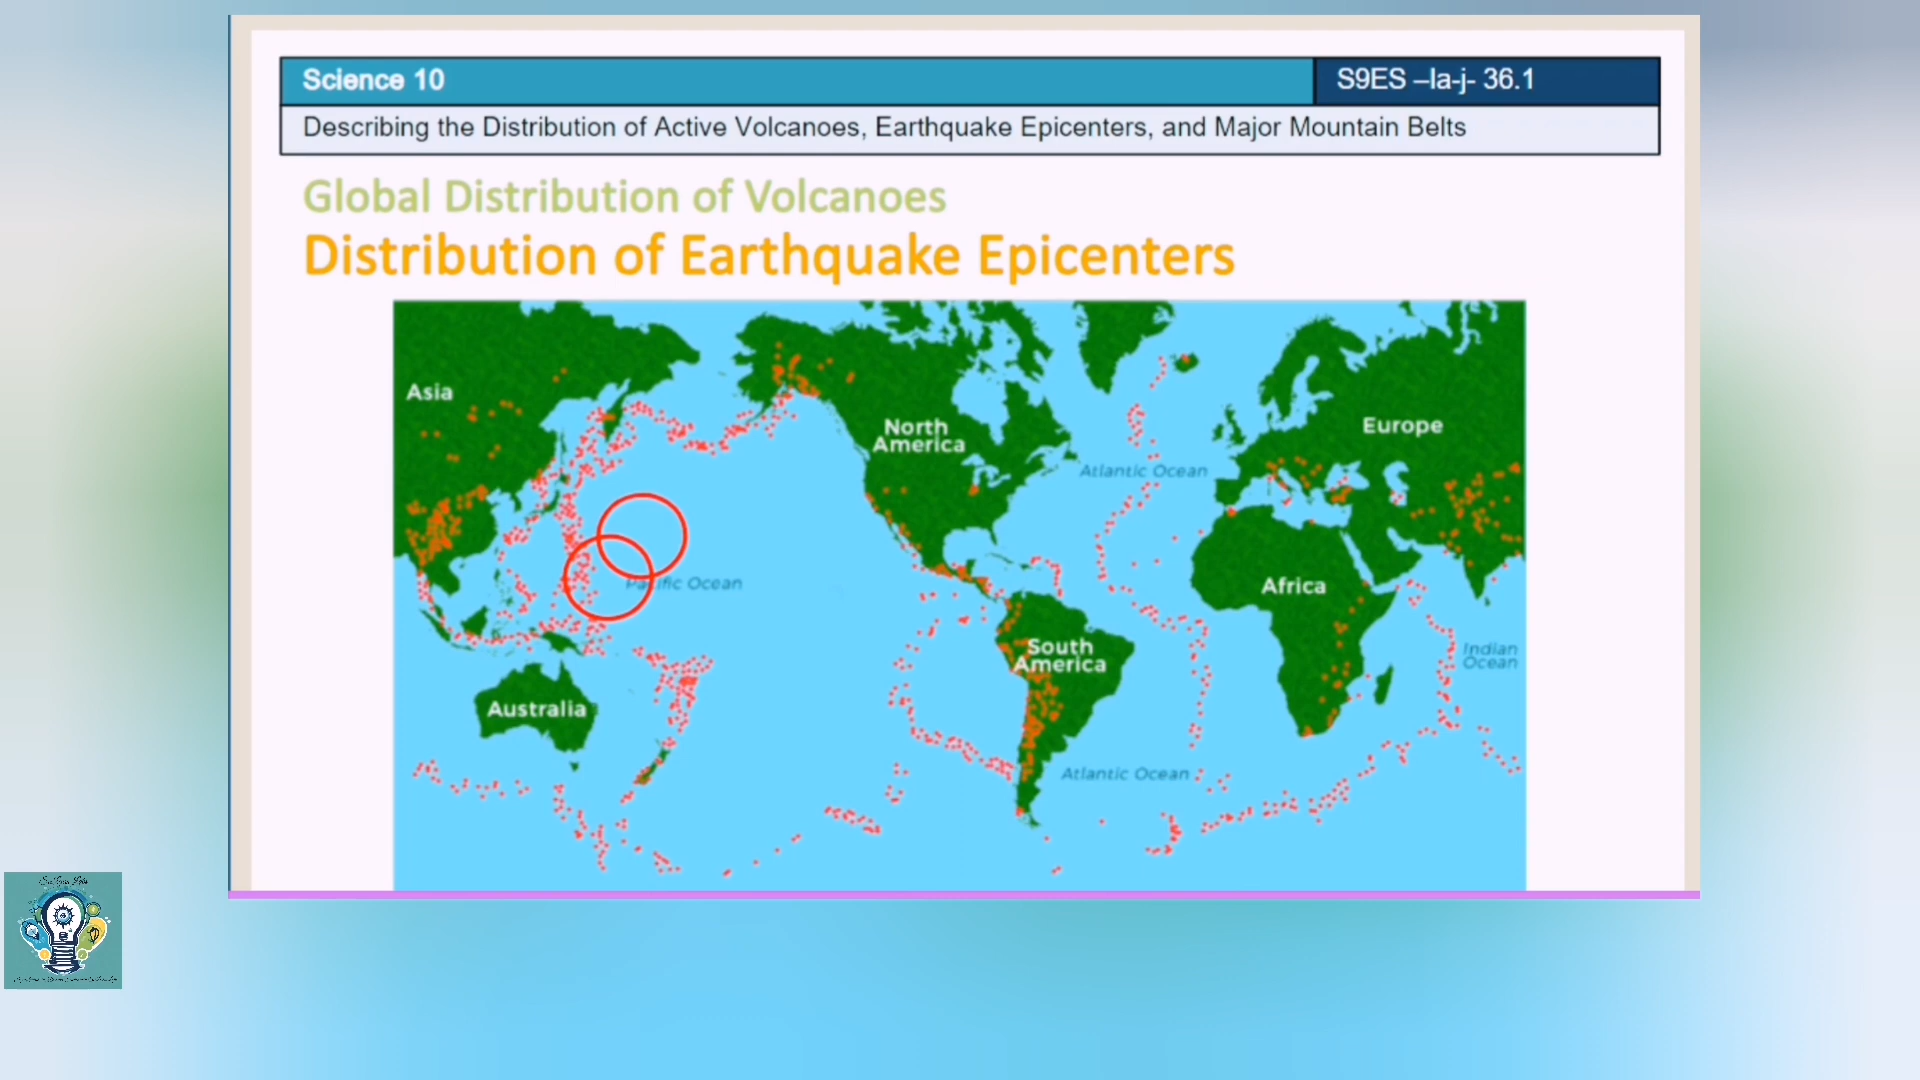 Science 10
S9ES –Ia-j- 36.1
Describing the Distribution of Active Volcanoes, Earthquake Epicenters, and Major Mountain Belts
Global Distribution of Volcanoes
Distribution of Earthquake Epicenters
Asia
North
America
Europe
Atlantic Ocean
Pacific Ocean
Africa
South
America
Indian
Ocean
Australia
Atlantic Ocean